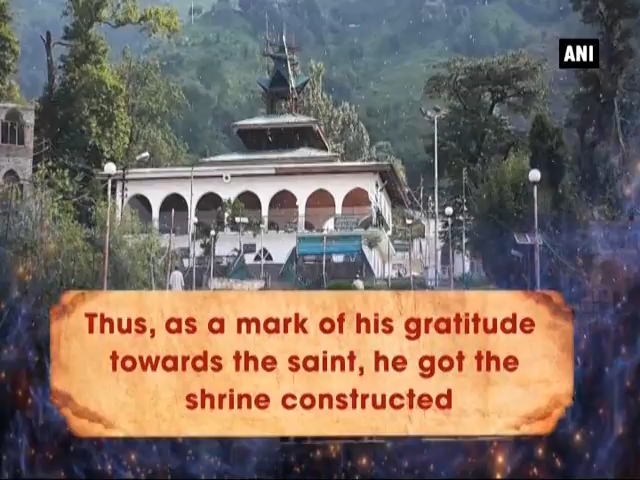 ANI
Thus, as a mark of his gratitude
towards the saint, he got the
shrine constructed